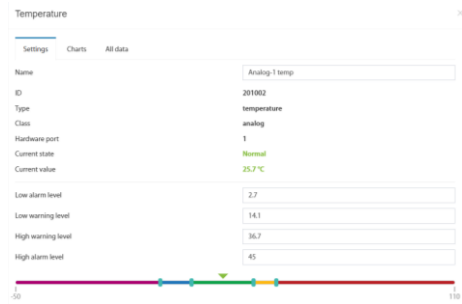 Temperature
Settings Charts All data
Name Analog-1 temp
ID 201002
Type temperature
Class analog
Hardware port 1
Current state Normal
Current value 25.7 °C
Low alarm level 2.7
Low warning level 14.1
High warning level 36.7
High alarm level 45
-50 110